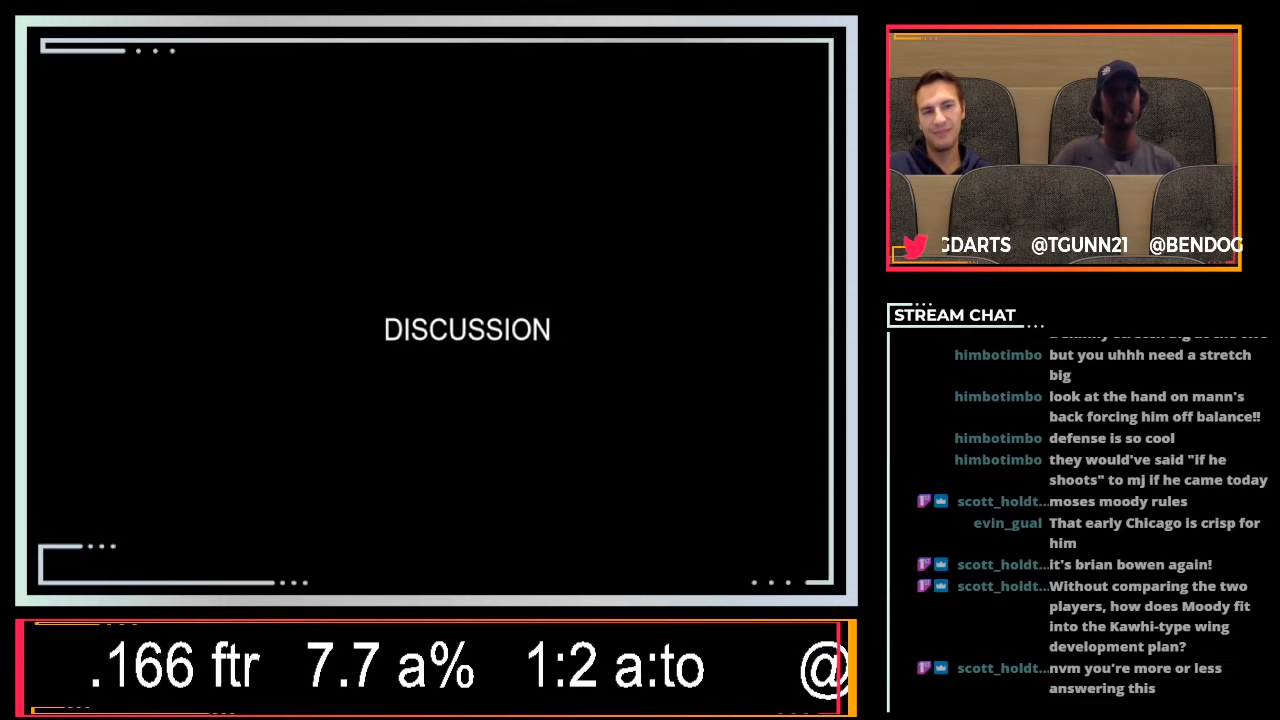 DISCUSSION
.166 ftr 7.7 a% 1:2 a:to @
GDARTS @TGUNN21 @BENDOG
STREAM CHAT
himbotimbo but you uhhh need a stretch
big
himbotimbo look at the hand on mann's
back forcing him off balance!!
himbotimbo defense is so cool
himbotimbo they would've said "if he
shoots" to mj if he came today
scott_holdt... moses moody rules
evin_gual That early Chicago is crisp for
him
scott_holdt... it's brian bowen again!
scott_holdt... Without comparing the two
players, how does Moody fit
into the Kawhi-type wing
development plan?
scott_holdt... nvm you're more or less
answering this